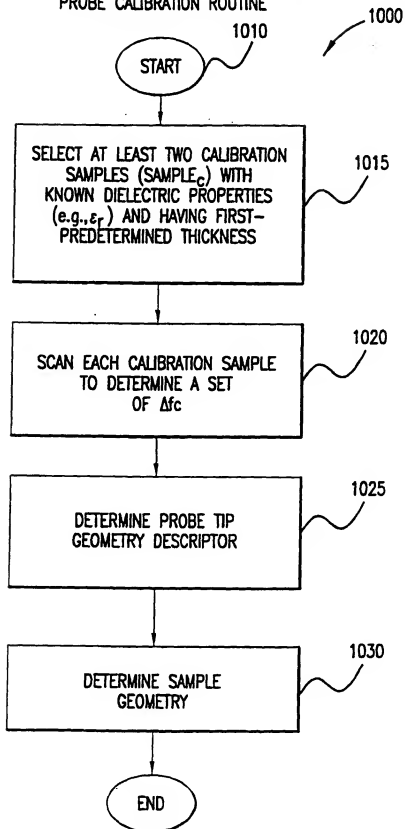 PROBE CALIBRATION ROUTINE
1000
1010
START
SELECT AT LEAST TWO CALIBRATION
SAMPLES (SAMPLEc) WITH
KNOWN DIELECTRIC PROPERTIES
(e.g.,εr) AND HAVING FIRST-
PREDETERMINED THICKNESS
1015
SCAN EACH CALIBRATION SAMPLE
TO DETERMINE A SET
OF Δfc
1020
DETERMINE PROBE TIP
GEOMETRY DESCRIPTOR
1025
DETERMINE SAMPLE
GEOMETRY
1030
END